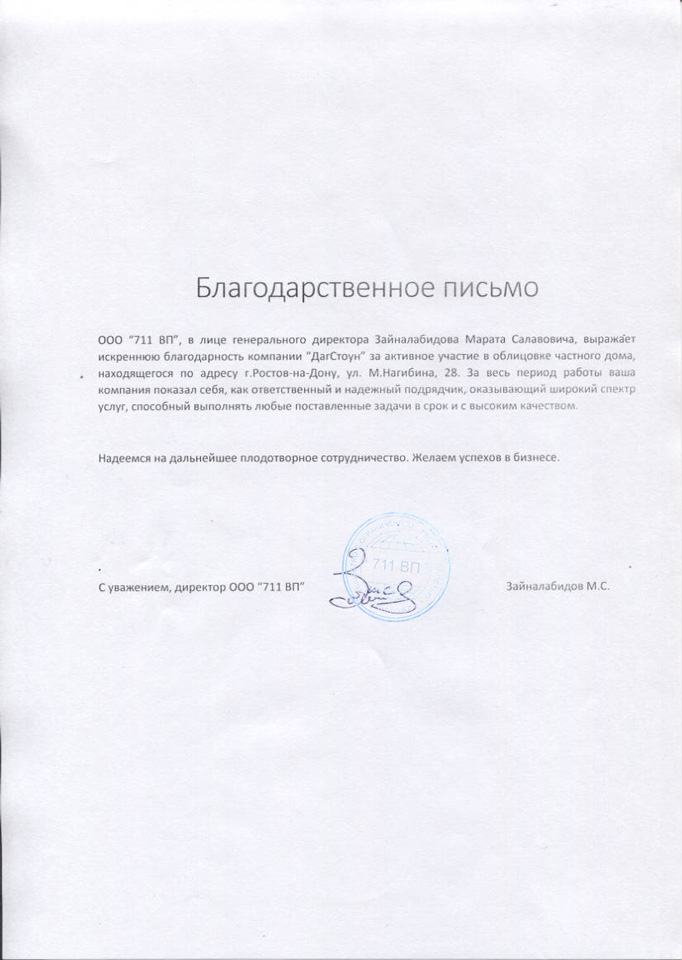 Благодарственное письмо
ООО “711 ВП”, в лице генерального директора Зайналабидова Марата Салавовича, выражает
искреннюю благодарность компании “ДагСтоун” за активное участие в облицовке частного дома,
находящегося по адресу г.Ростов-на-Дону, ул. М.Нагибина, 28. За весь период работы ваша
компания показал себя, как ответственный и надежный подрядчик, оказывающий широкий спектр
услуг, способный выполнять любые поставленные задачи в срок и с высоким качеством.
Надеемся на дальнейшее плодотворное сотрудничество. Желаем успехов в бизнесе.
711 ВП
С уважением, директор ООО “711 ВП”
Зайналабидов М.С.